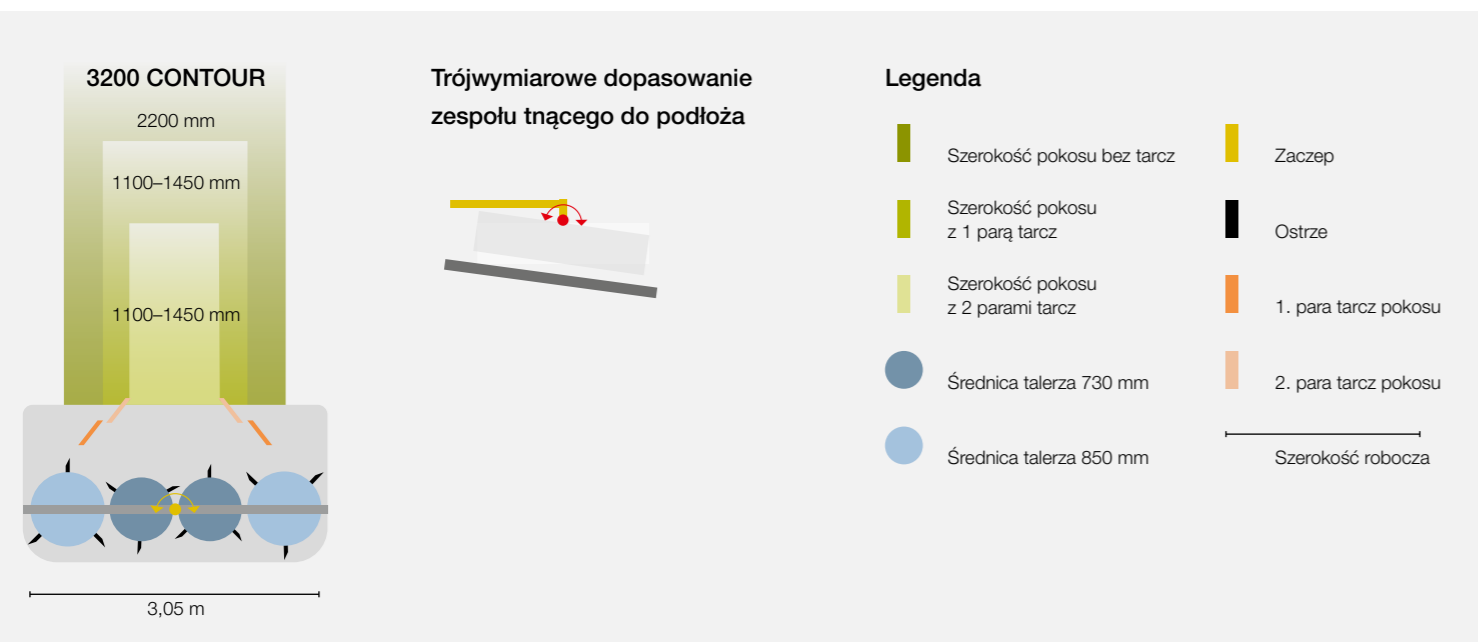 3200 CONTOUR
2200 mm
1100–1450 mm
1100–1450 mm
3,05 m
Trójwymiarowe dopasowanie
zespołu tnącego do podłoża
Legenda
Szerokość pokosu bez tarcz
Szerokość pokosu
z 1 parą tarcz
Szerokość pokosu
z 2 parami tarcz
Średnica talerza 730 mm
Średnica talerza 850 mm
Zaczep
Ostrze
1. para tarcz pokosu
2. para tarcz pokosu
Szerokość robocza